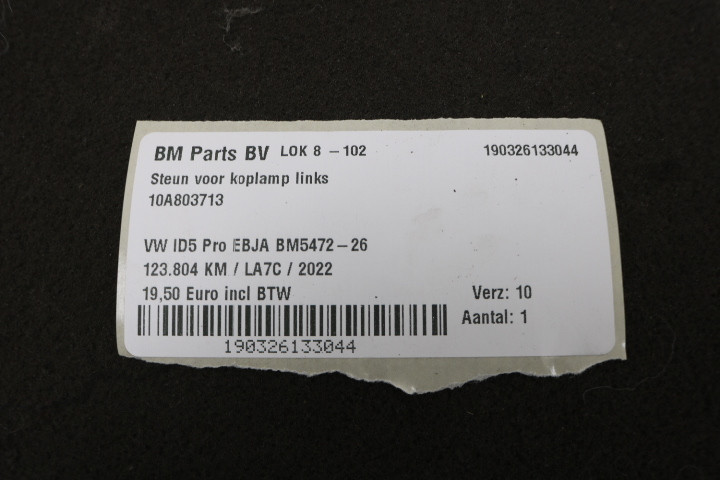 BM Parts BV LOK 8 - 102 190326133044
Steun voor koplamp links
10A803713
VW ID5 Pro EBJA BM5472-26
123.804 KM / LA7C / 2022
19,50 Euro incl BTW Verz: 10
Aantal: 1
190326133044